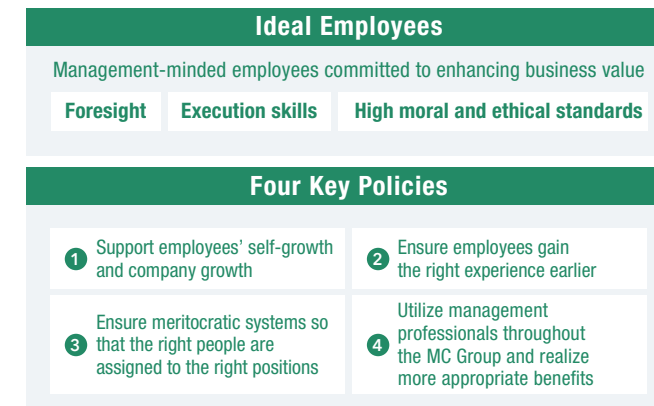 Ideal Employees
Management-minded employees committed to enhancing business value
Foresight
Execution skills
High moral and ethical standards
Four Key Policies
1 Support employees’ self-growth
and company growth
2 Ensure employees gain
the right experience earlier
3 Ensure meritocratic systems so
that the right people are
assigned to the right positions
4 Utilize management
professionals throughout
the MC Group and realize
more appropriate benefits